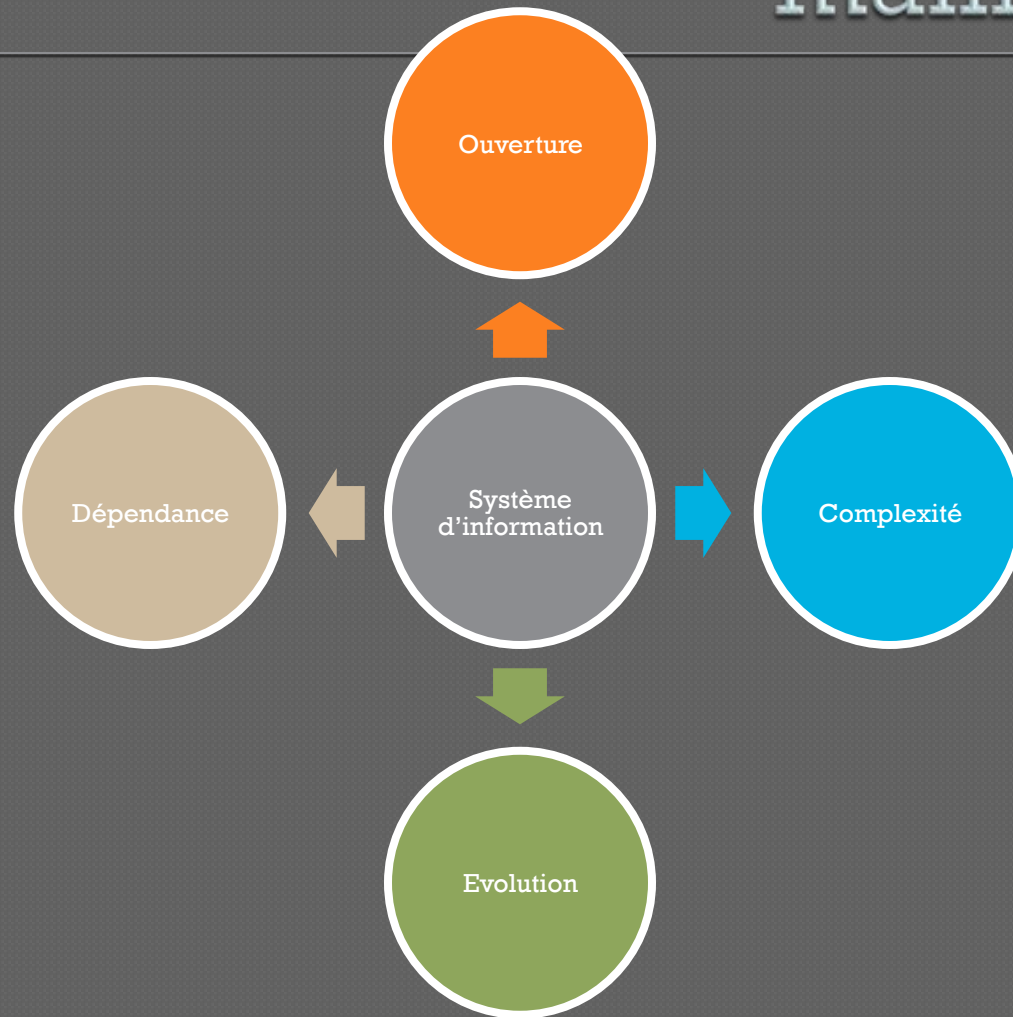 Ouverture
Dépendance
Système
d’information
Complexité
Evolution